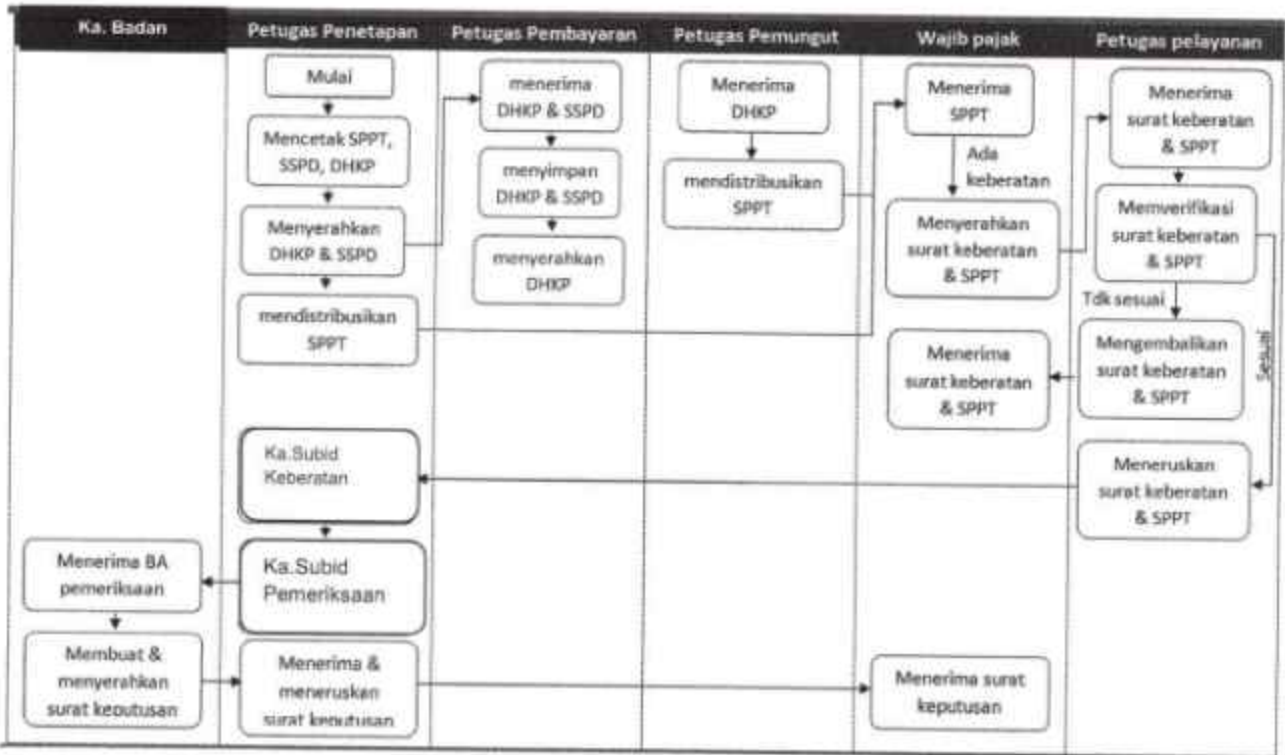 Ka. Badan
Petugas Penetapan
Petugas Pembayaran
Petugas Pemungut
Wajib pajak
Petugas pelayanan
Mulai
Mencetak SPPT,
SSPD, DHKP
Menyerahkan
DHKP & SSPD
mendistribusikan
SPPT
Ka.Subid
Keberatan
Ka.Subid
Pemeriksaan
Menerima &
meneruskan
surat keputusan
menerima
DHKP & SSPD
menyimpan
DHKP & SSPD
menyerahkan
DHKP
Menerima
DHKP
mendistribusikan
SPPT
Menerima
SPPT
Ada
keberatan
Menyerahkan
surat keberatan
& SPPT
Menerima
surat keberatan
& SPPT
Menerima surat
keputusan
Menerima
surat keberatan
& SPPT
Memverifikasi
surat keberatan
& SPPT
Tdk sesuai
Sesuai
Mengembalikan
surat keberatan
& SPPT
Meneruskan
surat keberatan
& SPPT
Menerima BA
pemeriksaan
Membuat &
menyerahkan
surat keputusan